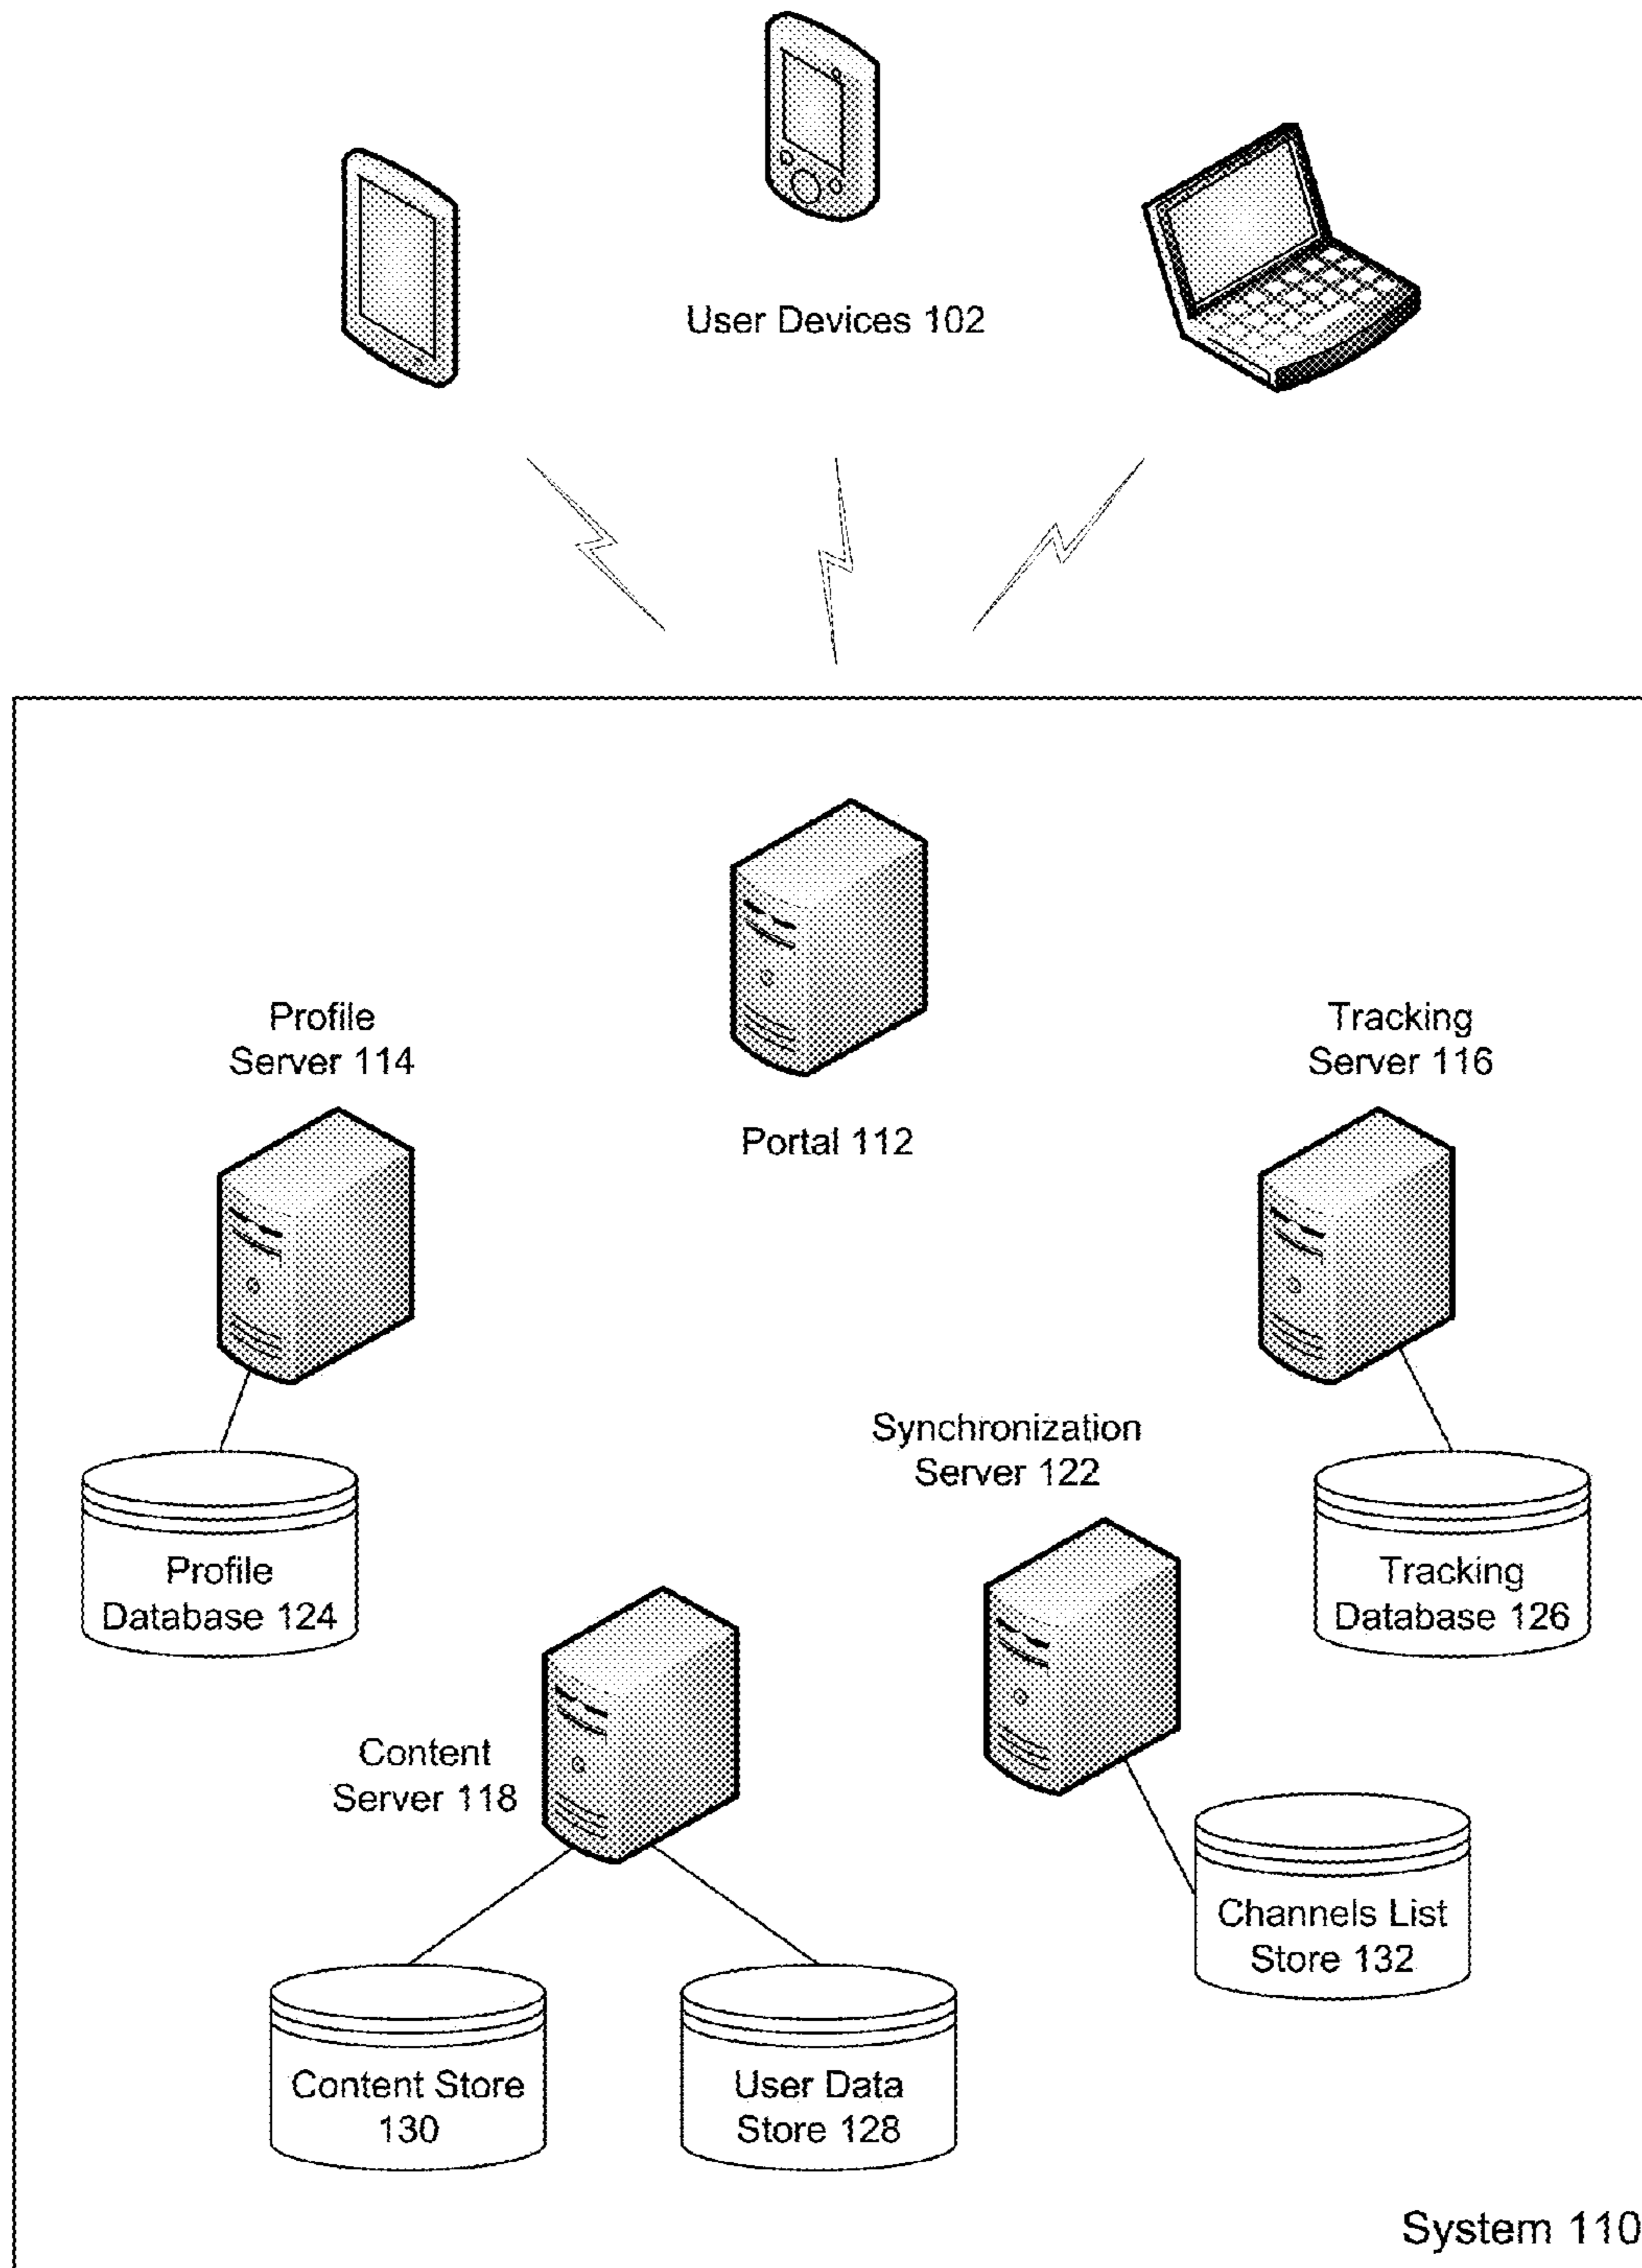 User Devices 102
Profile
Server 114
Portal 112
Tracking
Server 116
Profile
Database 124
Synchronization
Server 122
Tracking
Database 126
Content
Server 118
Channels List
Store 132
Content Store
130
User Data
Store 128
System 110